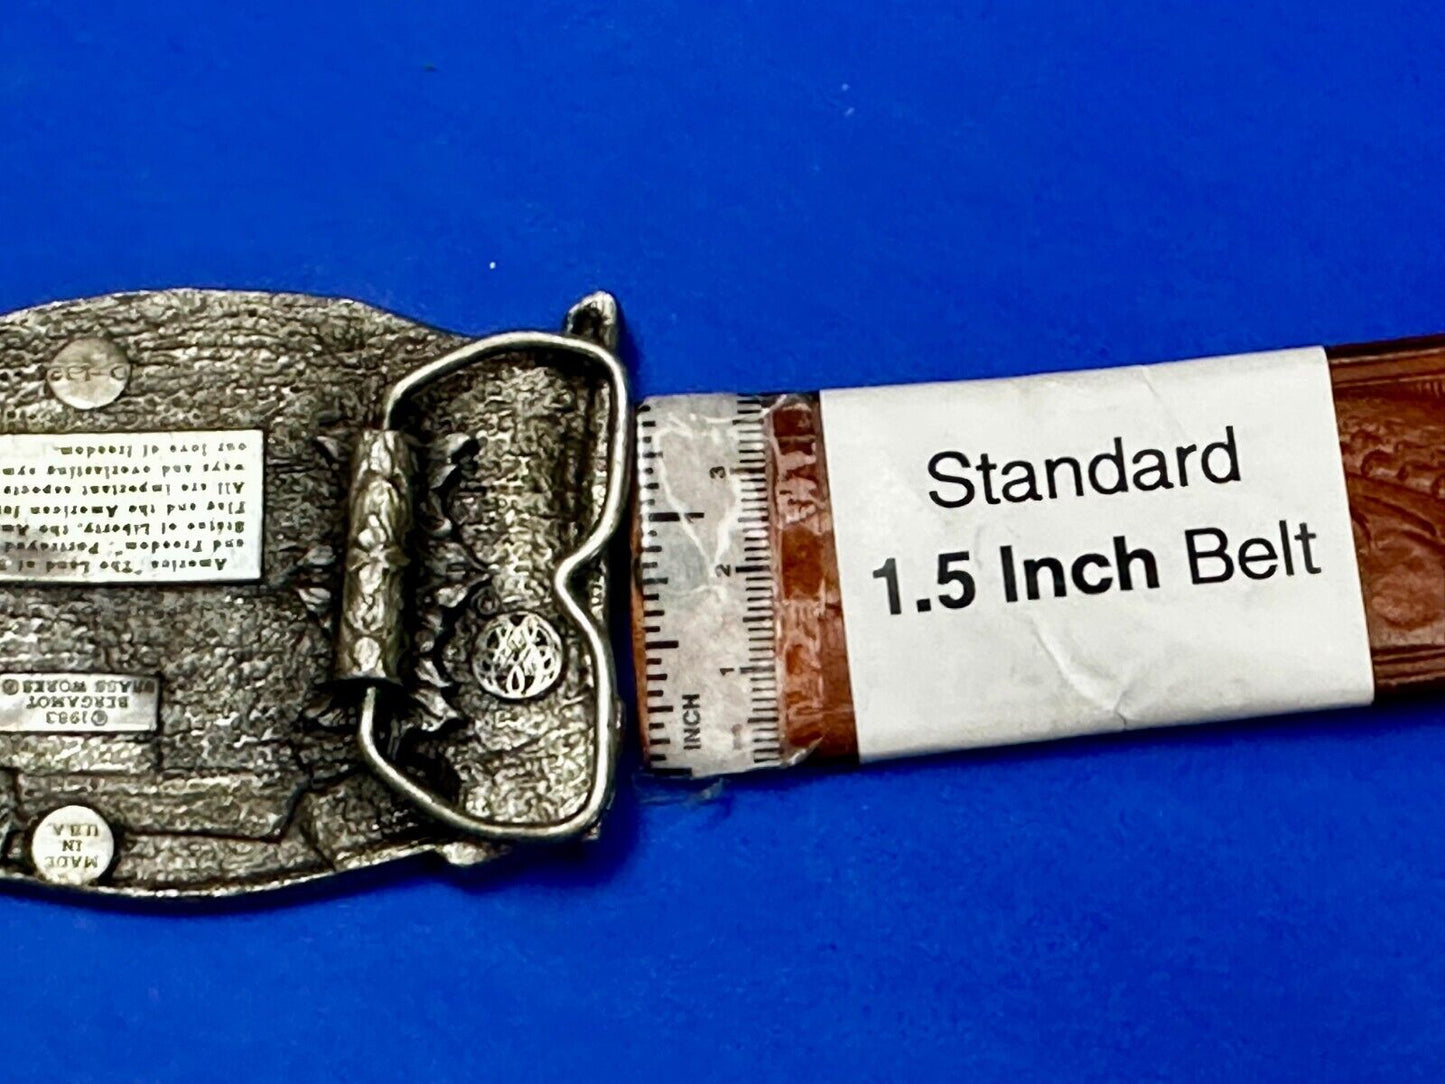 Standard
1.5 Inch Belt
3
2
1
INCH
America "The Land of
and Freedom". Portrayed
Statue of Liberty, the Am
Flag and the American
All are important aspects
ways and everlasting sym
our love of freedom.
©1983
BERGAMOT
BRASS WORKS®
MADE
IN
U.S.A.